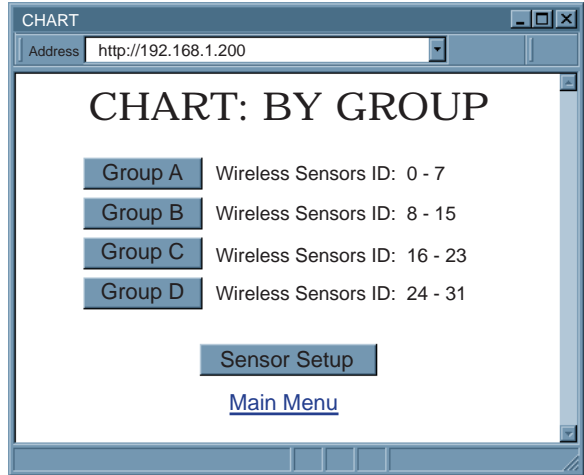 CHART
Address http://192.168.1.200
CHART: BY GROUP
Group A Wireless Sensors ID: 0 - 7
Group B Wireless Sensors ID: 8 - 15
Group C Wireless Sensors ID: 16 - 23
Group D Wireless Sensors ID: 24 - 31
Sensor Setup
Main Menu